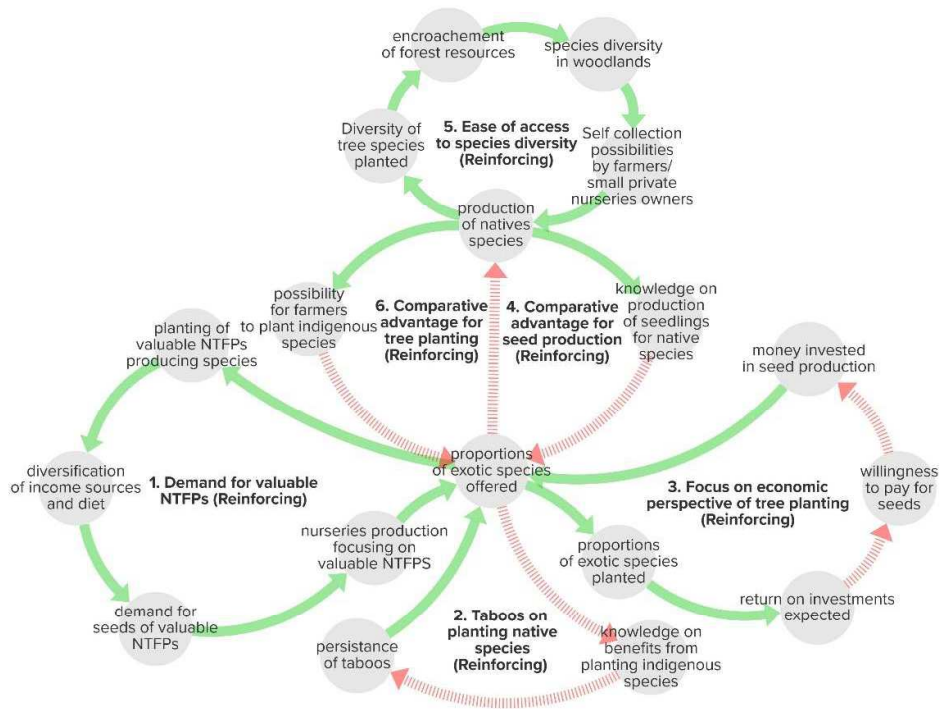 encroachement
of forest resources
species diversity
in woodlands
Diversity of
tree species
planted
5. Ease of access
to species diversity
(Reinforcing)
Self collection
possibilities
by farmers/
small private
nurseries owners
production
of natives
species
possibility
for farmers
to plant indigenous
species
6. Comparative
advantage for
tree planting
(Reinforcing)
4. Comparative
advantage for
seed production
(Reinforcing)
knowledge on
production
of seedlings
for native
species
planting of
valuable NTFPs
producing species
money invested
in seed production
diversification
of income sources
and diet
1. Demand for valuable
NTFPs (Reinforcing)
proportions
of exotic species
offered
3. Focus on economic
perspective of tree planting
(Reinforcing)
willingness
to pay for
seeds
nurseries production
focusing on
valuable NTFPS
proportions
of exotic species
planted
demand for
seeds of valuable
NTFPs
persistance
of taboos
2. Taboos on
planting native
species
(Reinforcing)
knowledge on
benefits from
planting indigenous
species
return on investments
expected